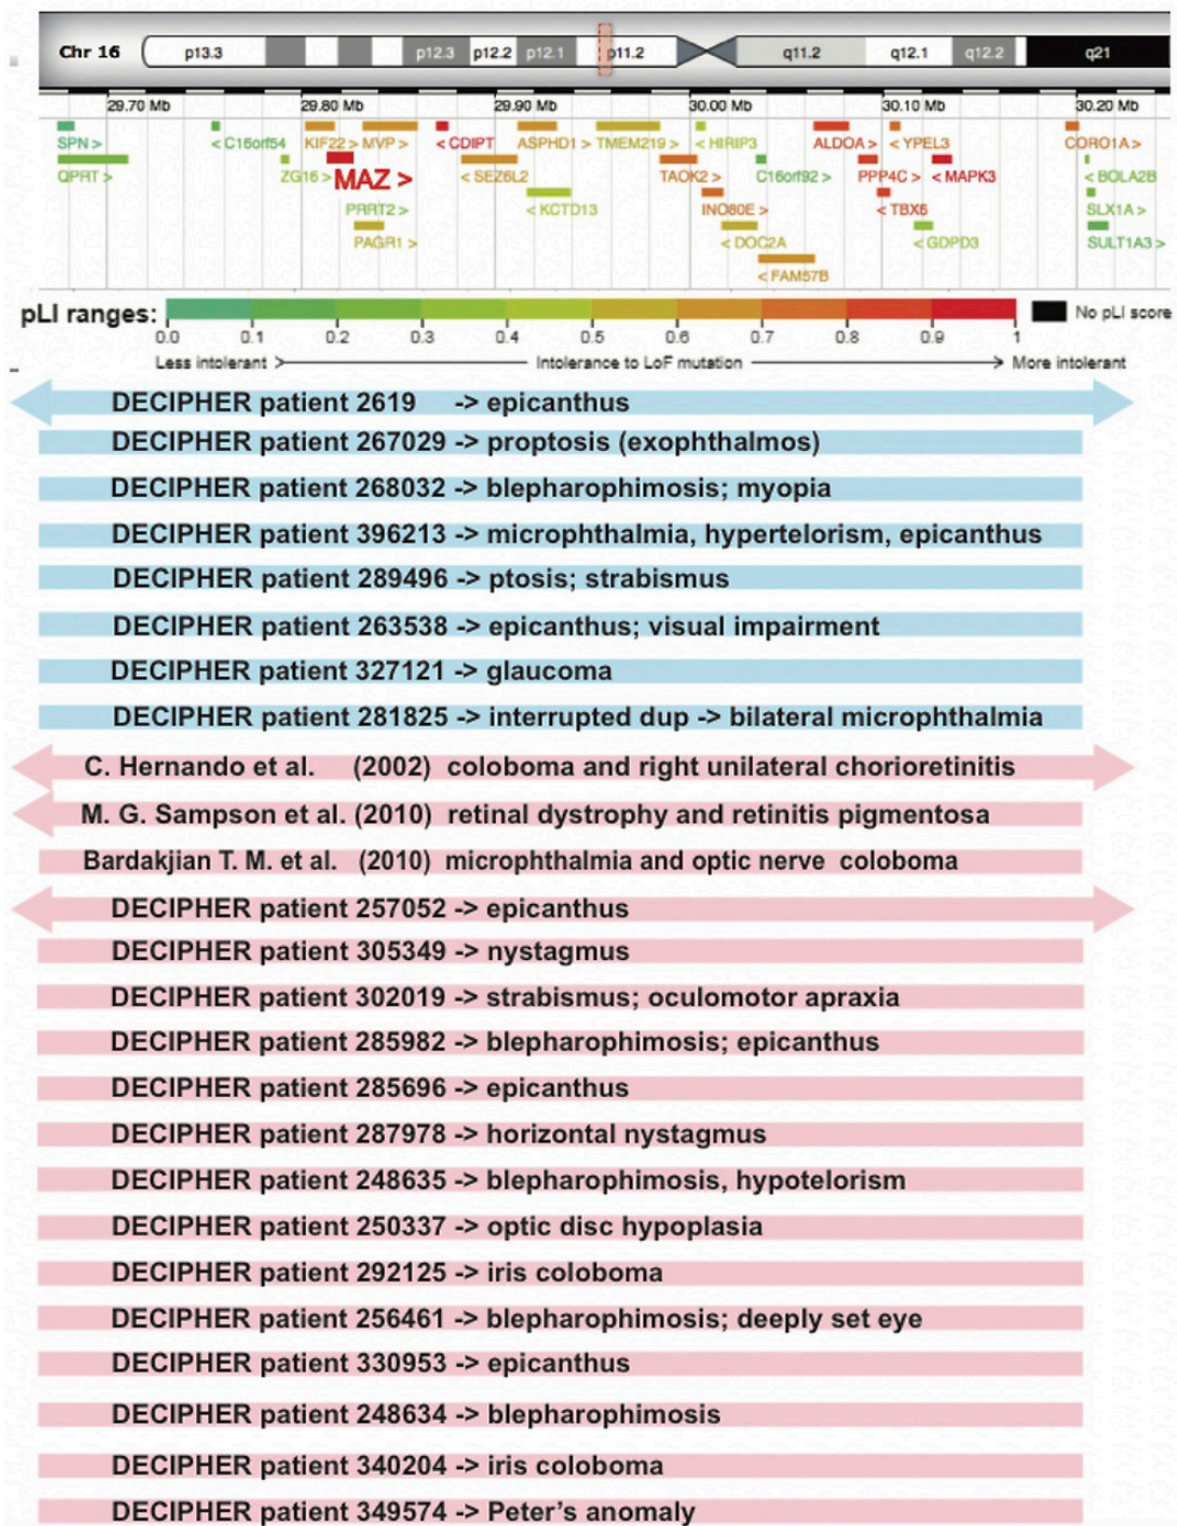 Chr 16 p13.3 p12.3 p12.2 p12.1 p11.2 q11.2 q12.1 q12.2 q21
29.70 Mb 29.80 Mb 29.90 Mb 30.00 Mb 30.10 Mb 30.20 Mb
SPN > < C16orf54 KIF22 > MVP > < CDIPT ASPHD1 > TMEM219 > < HIRIP3 ALDOA > < YPEL3 CORO1A >
QPRT > ZG16 > MAZ > < SEZ6L2 TAOK2 > C16orf92 > PPP4C > < MAPK3 < BOLA2B
PRRT2 > < KCTD13 INO80E > < TBX6 SLX1A >
PAGR1 > < DOC2A < GDPD3 SULT1A3 >
< FAM57B
pLI ranges: No pLI score
0.0 0.1 0.2 0.3 0.4 0.5 0.6 0.7 0.8 0.9 1
Less intolerant > Intolerance to LoF mutation > More intolerant
DECIPHER patient 2619 -> epicanthus
DECIPHER patient 267029 -> proptosis (exophthalmos)
DECIPHER patient 268032 -> blepharophimosis; myopia
DECIPHER patient 396213 -> microphthalmia, hypertelorism, epicanthus
DECIPHER patient 289496 -> ptosis; strabismus
DECIPHER patient 263538 -> epicanthus; visual impairment
DECIPHER patient 327121 -> glaucoma
DECIPHER patient 281825 -> interrupted dup -> bilateral microphthalmia
C. Hernando et al. (2002) coloboma and right unilateral chorioretinitis
M. G. Sampson et al. (2010) retinal dystrophy and retinitis pigmentosa
Bardakjian T. M. et al. (2010) microphthalmia and optic nerve coloboma
DECIPHER patient 257052 -> epicanthus
DECIPHER patient 305349 -> nystagmus
DECIPHER patient 302019 -> strabismus; oculomotor apraxia
DECIPHER patient 285982 -> blepharophimosis; epicanthus
DECIPHER patient 285696 -> epicanthus
DECIPHER patient 287978 -> horizontal nystagmus
DECIPHER patient 248635 -> blepharophimosis, hypotelorism
DECIPHER patient 250337 -> optic disc hypoplasia
DECIPHER patient 292125 -> iris coloboma
DECIPHER patient 256461 -> blepharophimosis; deeply set eye
DECIPHER patient 330953 -> epicanthus
DECIPHER patient 248634 -> blepharophimosis
DECIPHER patient 340204 -> iris coloboma
DECIPHER patient 349574 -> Peter's anomaly